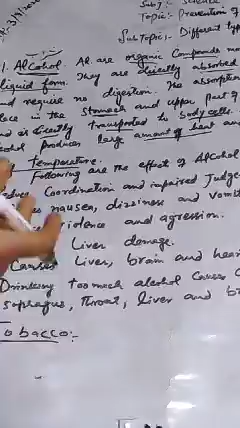 Subj: Science
Topic: Prevention of
Sub Topic: Different Ty
1. Alcohol: Al. are organic Compounds
liquid form. They are directly absorbed
and require no digestion. The absorption
in the Stomach and upper part of
and is directly transported to body cells.
Produces large amount of heat and
temperature.
Following are the effect of Alcohol
Coordination and impaired Judge
nausea, dizziness and vomit
violence and agression.
Liver damage.
Causes Liver, brain and hear
Drinking too much alcohol Causes C
sophagus, Throat, liver and br
obacco:-